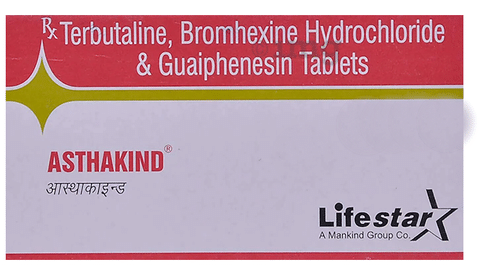 Rx Terbutaline, Bromhexine Hydrochloride
& Guaiphenesin Tablets
ASTHAKIND®
आस्थाकाइन्ड
Lifestar
A Mankind Group Co.